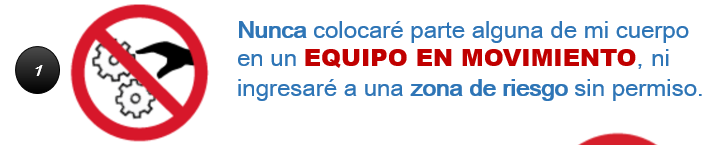 1
Nunca colocaré parte alguna de mi cuerpo
en un EQUIPO EN MOVIMIENTO, ni
ingresaré a una zona de riesgo sin permiso.